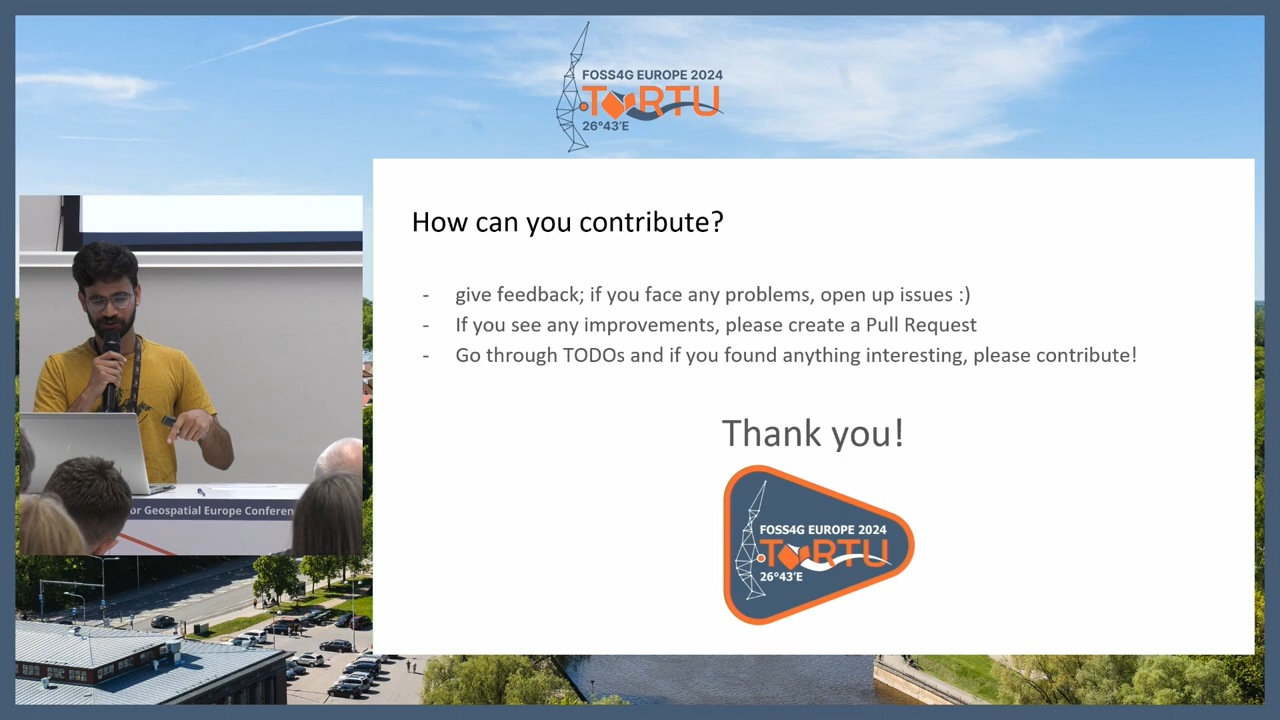 FOSS4G EUROPE 2024
TORTU
26°43'E
How can you contribute?
- give feedback; if you face any problems, open up issues :)
- If you see any improvements, please create a Pull Request
- Go through TODOs and if you found anything interesting, please contribute!
Thank you!
FOSS4G EUROPE 2024
TORTU
26°43'E
or Geospatial Europe Conferen